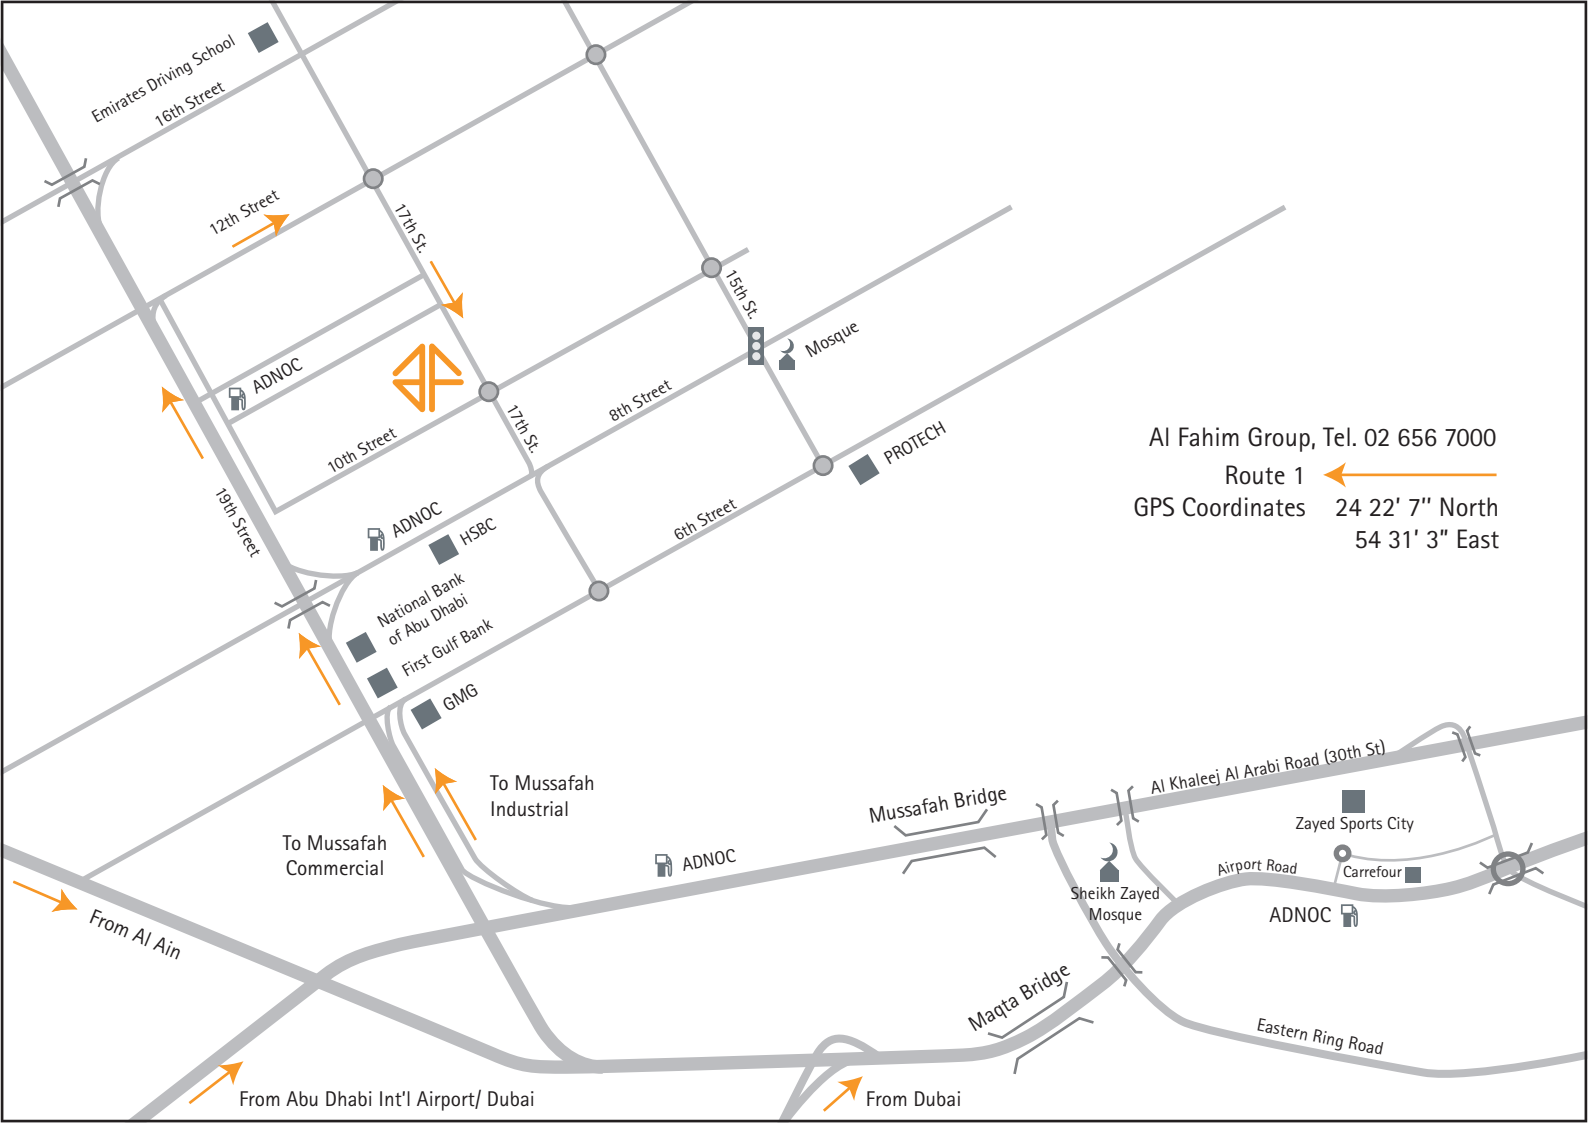 Emirates Driving School
16th Street
12th Street
17th St.
15th St.
Mosque
ADNOC
10th Street
17th St.
8th Street
PROTECH
19th Street
ADNOC
HSBC
6th Street
National Bank
of Abu Dhabi
First Gulf Bank
GMG
Al Fahim Group, Tel. 02 656 7000
Route 1
GPS Coordinates 24 22' 7'' North
54 31' 3" East
To Mussafah
Industrial
To Mussafah
Commercial
Mussafah Bridge
Al Khaleej Al Arabi Road (30th St)
Zayed Sports City
ADNOC
Sheikh Zayed
Mosque
Airport Road
Carrefour
ADNOC
From Al Ain
Maqta Bridge
Eastern Ring Road
From Abu Dhabi Int'l Airport/ Dubai
From Dubai